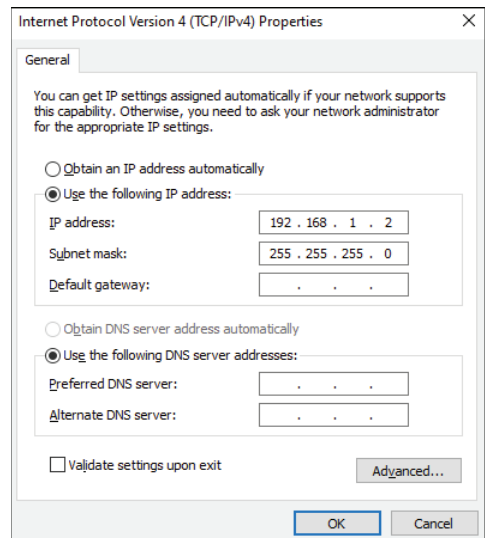 Internet Protocol Version 4 (TCP/IPv4) Properties
General
You can get IP settings assigned automatically if your network supports
this capability. Otherwise, you need to ask your network administrator
for the appropriate IP settings.
Obtain an IP address automatically
Use the following IP address:
IP address: 192 . 168 . 1 . 2
Subnet mask: 255 . 255 . 255 . 0
Default gateway: . . .
Obtain DNS server address automatically
Use the following DNS server addresses:
Preferred DNS server: . . .
Alternate DNS server: . . .
Validate settings upon exit
Advanced...
OK Cancel